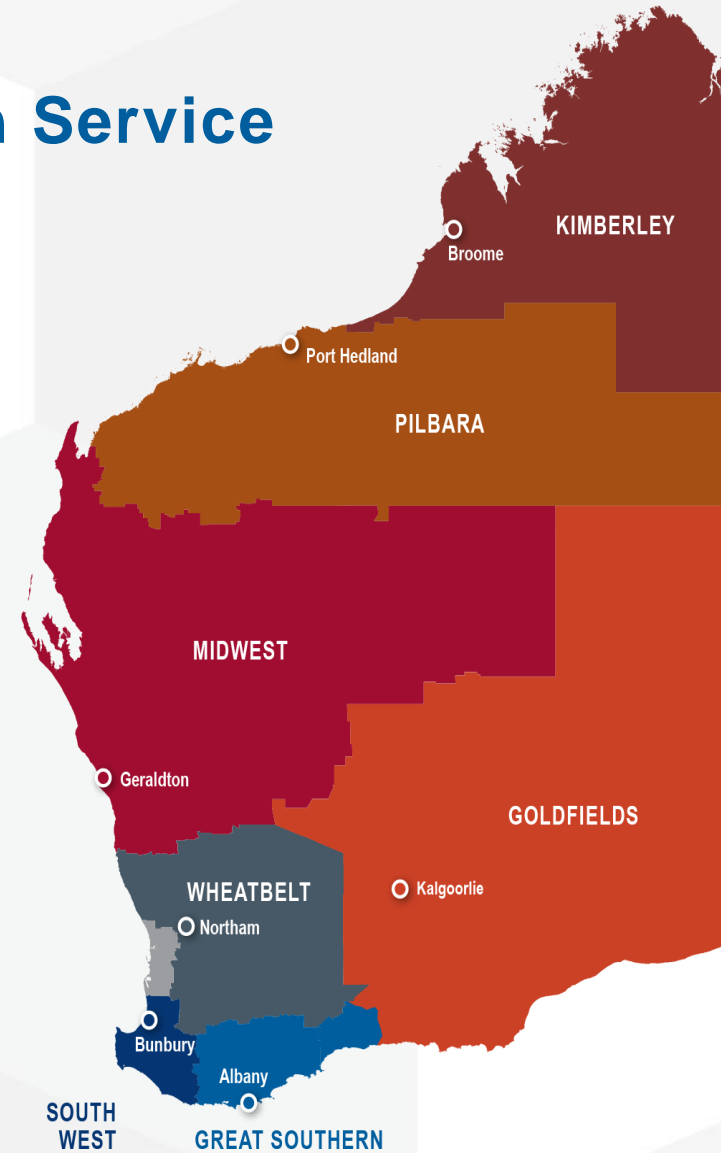 Service
KIMBERLEY
Broome
Port Hedland
PILBARA
MIDWEST
Geraldton
GOLDFIELDS
Kalgoorlie
WHEATBELT
Northam
Bunbury
Albany
SOUTH
WEST
GREAT SOUTHERN